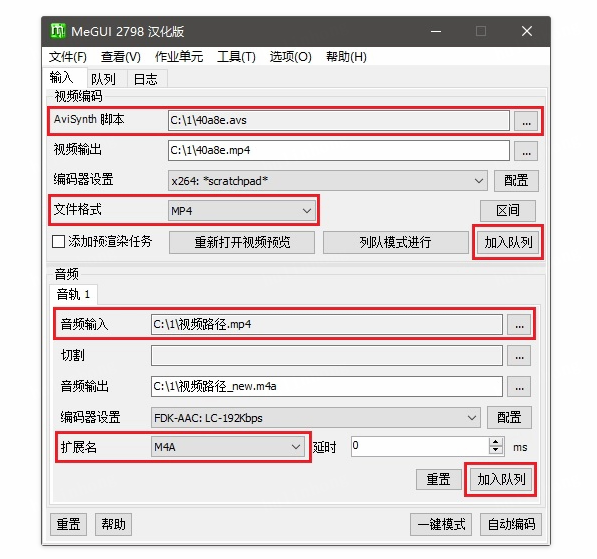 MeGUI 2798 汉化版
文件(F) 查看(V) 作业单元 工具(T) 选项(O) 帮助(H)
输入 队列 日志
视频编码
AviSynth 脚本 C:\1\40a8e.avs ...
视频输出 C:\1\40a8e.mp4 ...
编码器设置 x264: *scratchpad* 配置
文件格式 MP4 区间
添加预渲染任务 重新打开视频预览 列队模式进行 加入队列
音频
音轨 1
音频输入 C:\1\视频路径.mp4 ...
切割 ...
音频输出 C:\1\视频路径_new.m4a ...
编码器设置 FDK-AAC: LC-192Kbps 配置
扩展名 M4A 延时 0 ms
重置 加入队列
重置 帮助 一键模式 自动编码